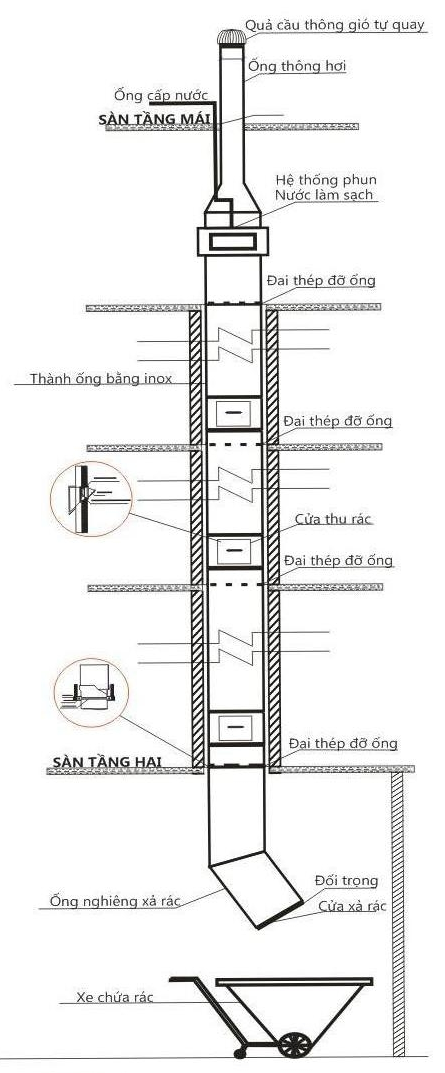 Quả cầu thông gió tự quay
Ống thông hơi
Ống cấp nước
SÀN TẦNG MÁI
Hệ thống phun
Nước làm sạch
Đai thép đỡ ống
Thành ống bằng inox
Đai thép đỡ ống
Cửa thu rác
Đai thép đỡ ống
Đai thép đỡ ống
SÀN TẦNG HAI
Đối trọng
Ống nghiêng xả rác
Cửa xả rác
Xe chứa rác